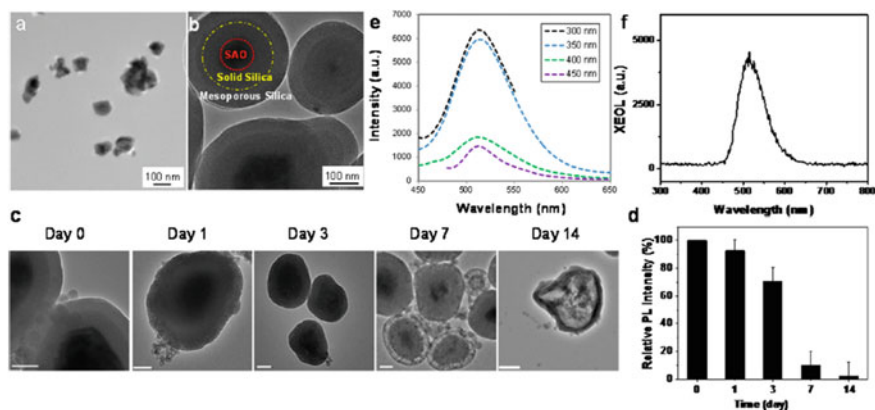 a
100 nm
b
SAO
Solid Silica
Mesoporous Silica
100 nm
c
Day 0
Day 1
Day 3
Day 7
Day 14
e
Intensity (a.u.)
7000
6000
5000
4000
3000
2000
1000
0
450
500
550
600
650
Wavelength (nm)
300 nm
350 nm
400 nm
450 nm
f
XEOL (a.u.)
5000
2500
0
300
400
500
600
700
800
Wavelength (nm)
d
Relative PL Intensity (%)
100
80
60
40
20
0
0
1
3
7
14
Time (day)